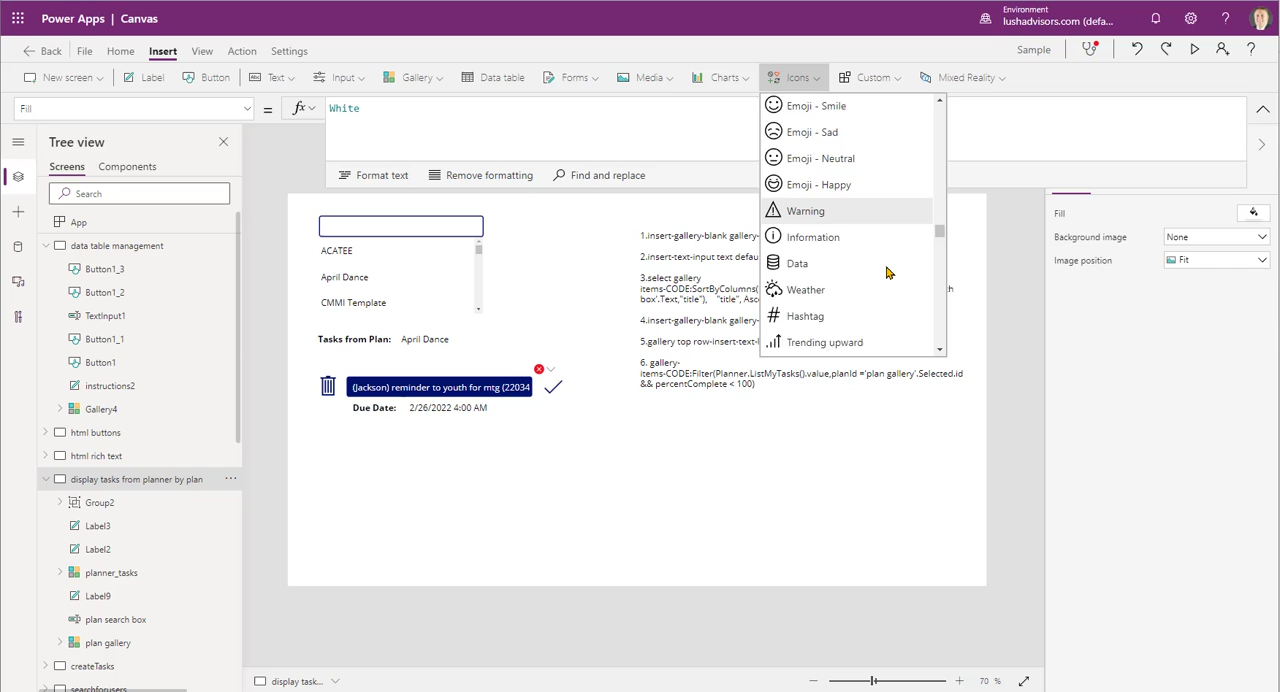 Power Apps | Canvas
Environment
lushadvisors.com (defa...
Back
File
Home
Insert
View
Action
Settings
Sample
New screen
Label
Button
Text
Input
Gallery
Data table
Forms
Media
Charts
Icons
Custom
Mixed Reality
Fill
=
fx
White
Format text
Remove formatting
Find and replace
Tree view
Screens
Components
Search
App
data table management
Button1_3
Button1_2
TextInput1
Button1_1
Button1
instructions2
Gallery4
html buttons
html rich text
display tasks from planner by plan
Group2
Label3
Label2
planner_tasks
Label9
plan search box
plan gallery
createTasks
searchforusers
ACATEE
April Dance
CMMI Template
Tasks from Plan: April Dance
(Jackson) reminder to youth for mtg (22034
Due Date: 2/26/2022 4:00 AM
1.insert-gallery-blank gallery-
2.insert-text-input text defau
3.select gallery
items-CODE:SortByColumns(
box'.Text,"title"), "title", Asc
4.insert-gallery-blank gallery-
5.gallery top row-insert-text-l
6. gallery-
items-CODE:Filter(Planner.ListMyTasks().value,planId ='plan gallery'.Selected.id
&& percentComplete < 100)
Emoji - Smile
Emoji - Sad
Emoji - Neutral
Emoji - Happy
Warning
Information
Data
Weather
Hashtag
Trending upward
Fill
Background image
None
Image position
Fit
display task...
70 %